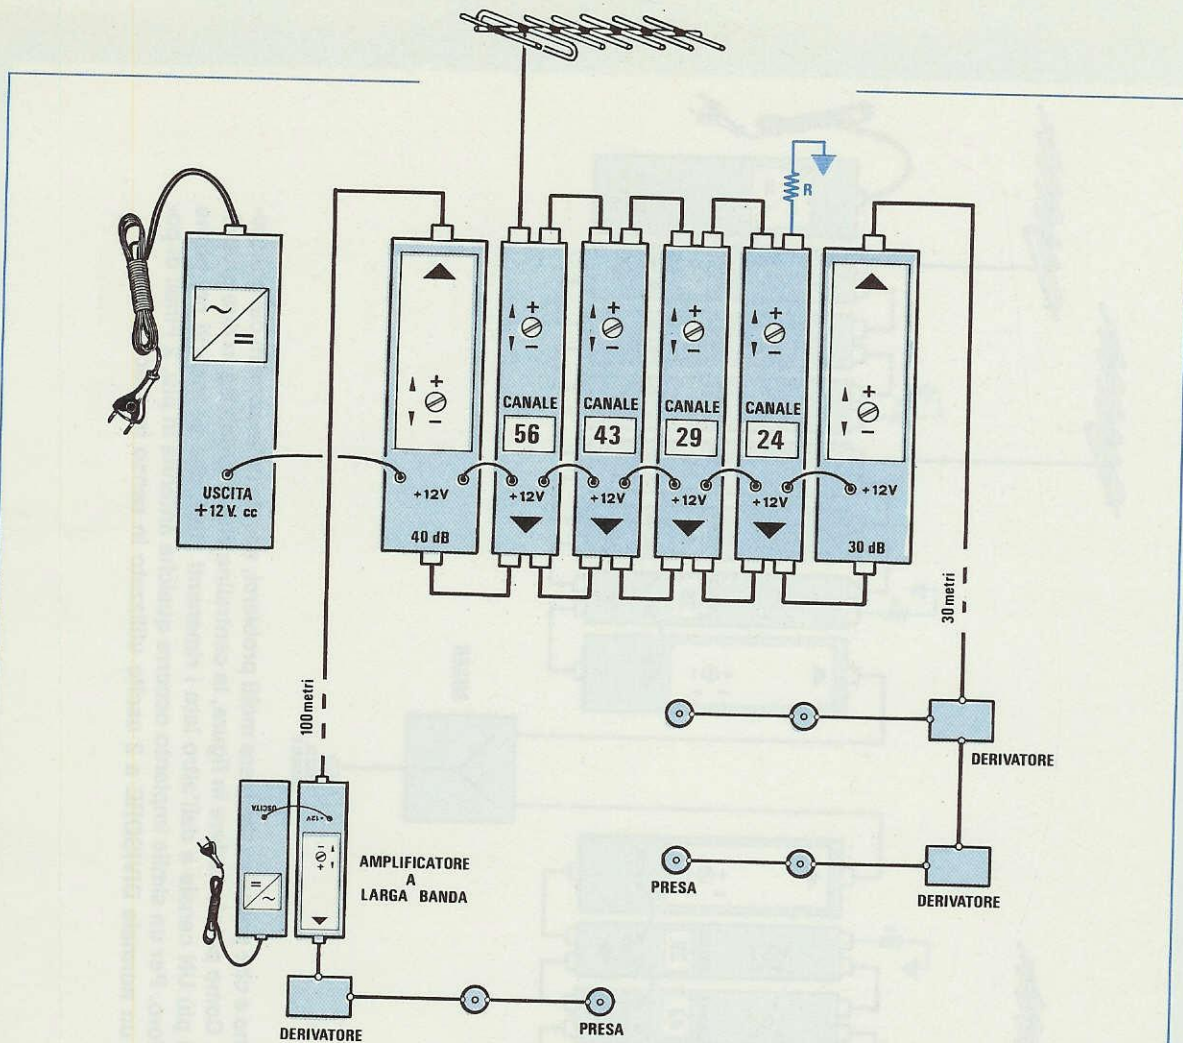 R
CANALE
56
CANALE
43
CANALE
29
CANALE
24
USCITA
+12 V. cc
+12V
+12V
+12V
+12V
+12V
+12V
40 dB
30 dB
100 metri
30 metri
DERIVATORE
USCITA
+12V
AMPLIFICATORE
A
LARGA BANDA
PRESA
DERIVATORE
DERIVATORE
PRESA